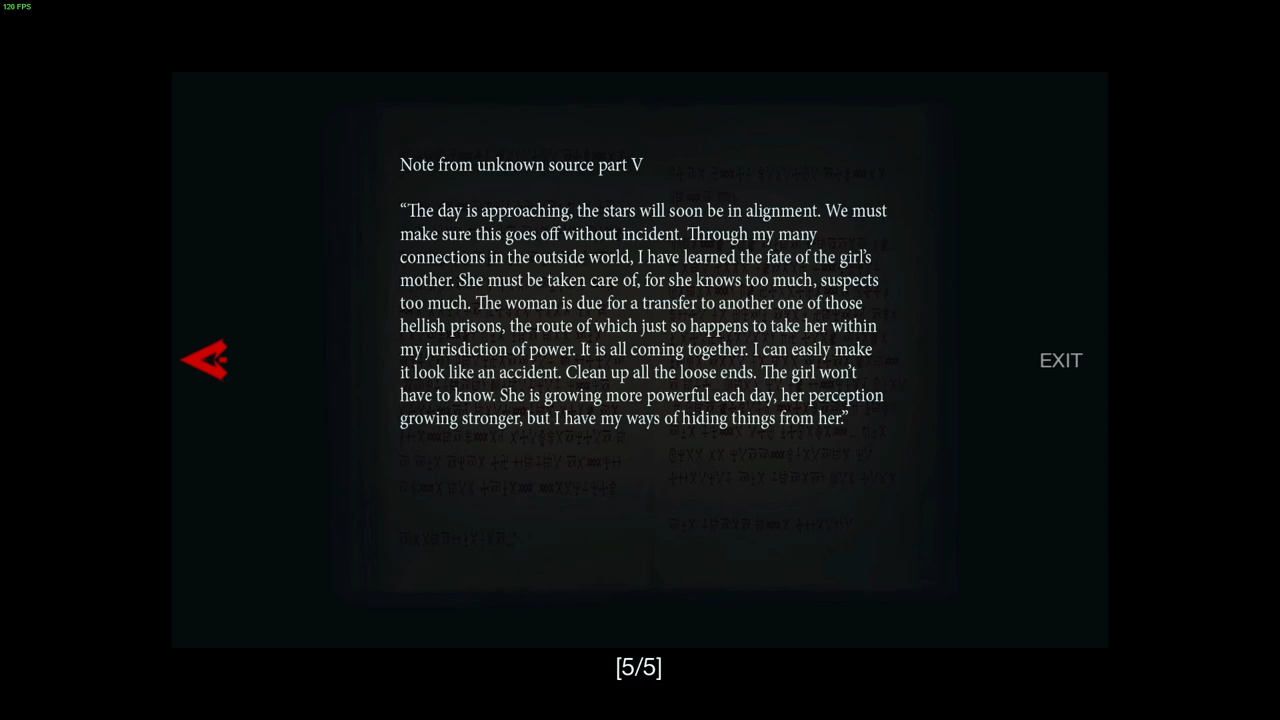 120 FPS
Note from unknown source part V
“The day is approaching, the stars will soon be in alignment. We must
make sure this goes off without incident. Through my many
connections in the outside world, I have learned the fate of the girl’s
mother. She must be taken care of, for she knows too much, suspects
too much. The woman is due for a transfer to another one of those
hellish prisons, the route of which just so happens to take her within
my jurisdiction of power. It is all coming together. I can easily make
it look like an accident. Clean up all the loose ends. The girl won’t
have to know. She is growing more powerful each day, her perception
growing stronger, but I have my ways of hiding things from her.”
EXIT
[5/5]